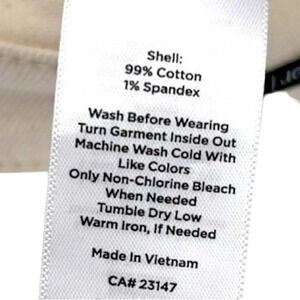 Shell:
99% Cotton
1% Spandex
Wash Before Wearing
Turn Garment Inside Out
Machine Wash Cold With
Like Colors
Only Non-Chlorine Bleach
When Needed
Tumble Dry Low
Warm Iron, If Needed
Made In Vietnam
CA# 23147